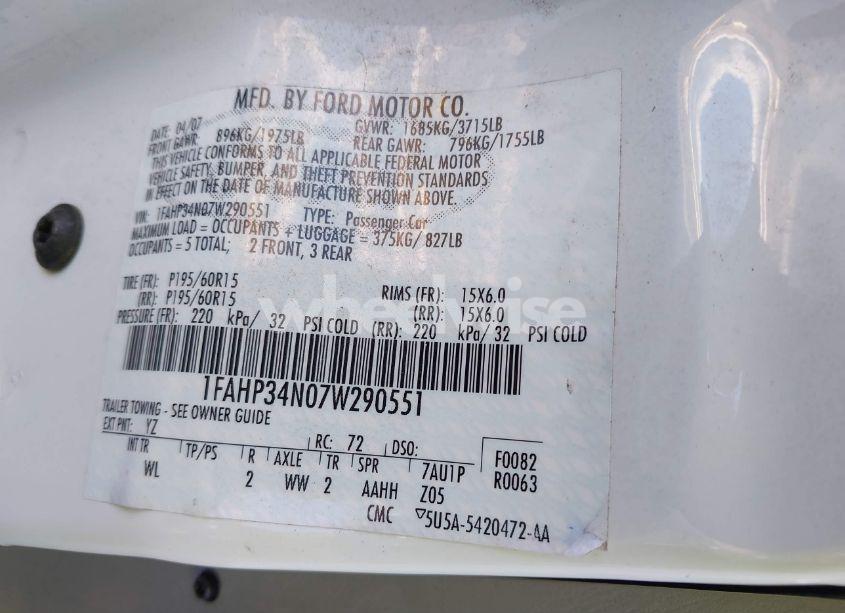 MFD. BY FORD MOTOR CO.
DATE: 04/07 GVWR: 1685KG/3715LB
FRONT GAWR: 896KG/1975LB REAR GAWR: 796KG/1755LB
THIS VEHICLE CONFORMS TO ALL APPLICABLE FEDERAL MOTOR
VEHICLE SAFETY, BUMPER, AND THEFT PREVENTION STANDARDS
IN EFFECT ON THE DATE OF MANUFACTURE SHOWN ABOVE.
VIN: 1FAHP34N07W290551 TYPE: Passenger Car
MAXIMUM LOAD = OCCUPANTS + LUGGAGE = 375KG/ 827LB
OCCUPANTS = 5 TOTAL; 2 FRONT, 3 REAR
TIRE (FR): P195/60R15 RIMS (FR): 15X6.0
(RR): P195/60R15 (RR): 15X6.0
PRESSURE (FR): 220 kPa/ 32 PSI COLD (RR): 220 kPa/ 32 PSI COLD
wheelwise
1FAHP34N07W290551
TRAILER TOWING - SEE OWNER GUIDE
EXT PNT: YZ RC: 72 DSO: F0082
INT TR TP/PS R AXLE TR SPR 7AU1P R0063
WL 2 WW 2 AAHH Z05
CMC ▽5U5A-5420472-AA